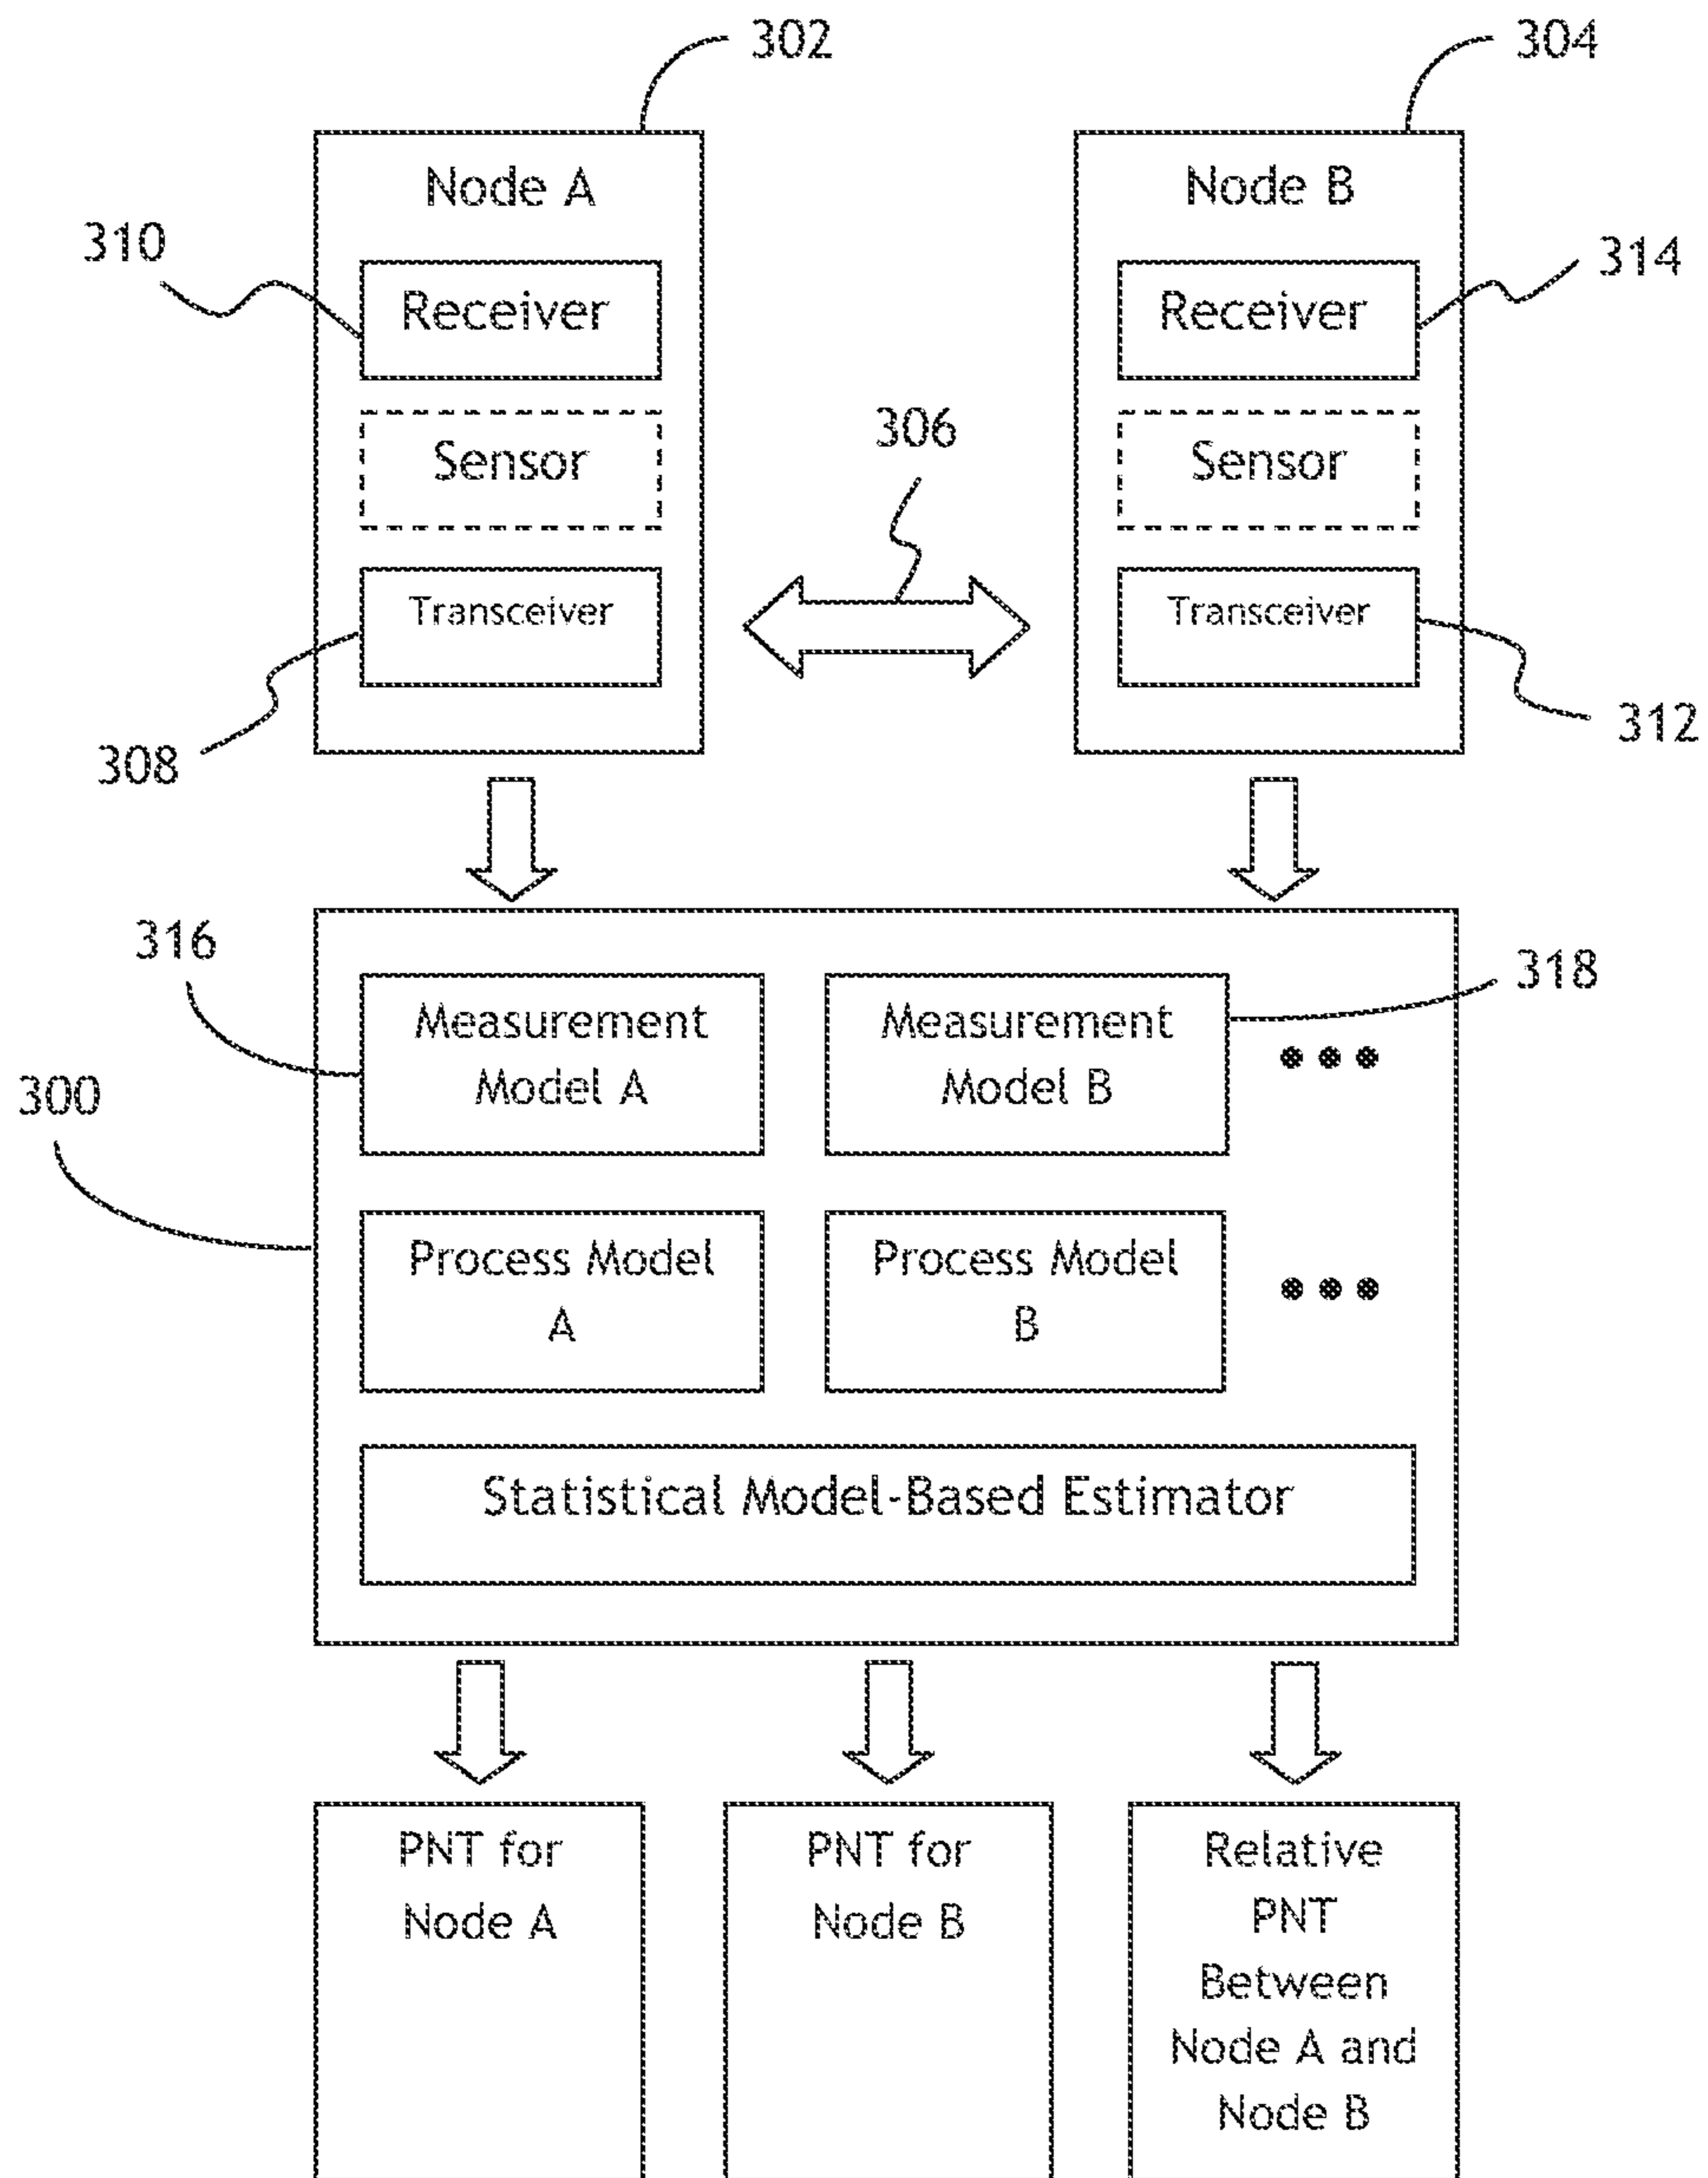 302
304
Node A
Node B
310
314
Receiver
Receiver
306
Sensor
Sensor
Transceiver
Transceiver
308
312
316
318
Measurement
Model A
Measurement
Model B
300
Process Model
A
Process Model
B
Statistical Model-Based Estimator
PNT for
Node A
PNT for
Node B
Relative
PNT
Between
Node A and
Node B